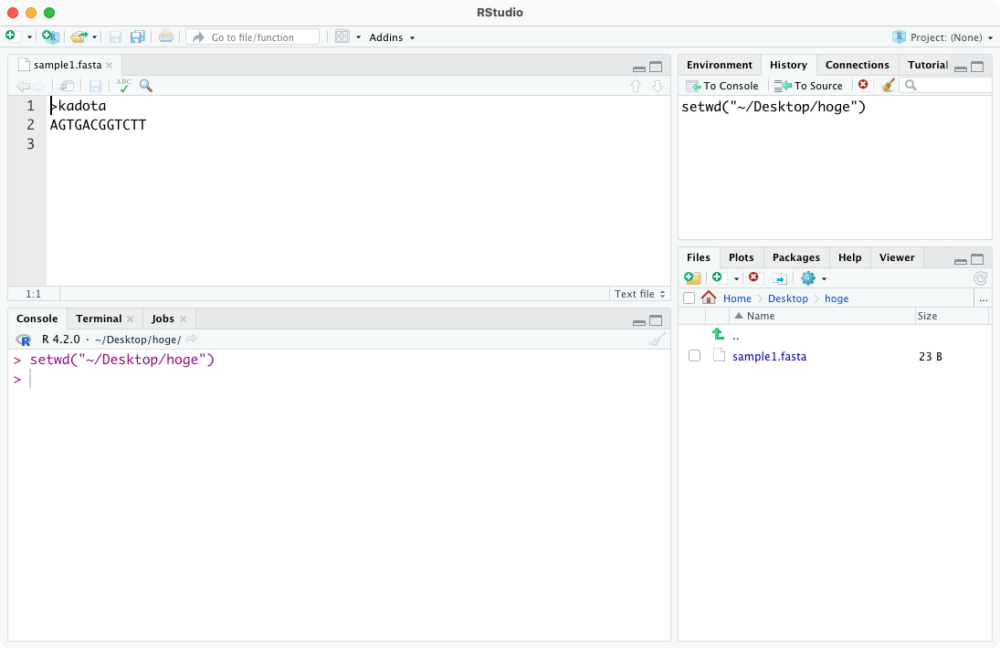 RStudio
Go to file/function
Addins
Project: (None)
sample1.fasta
ABC
1 >kadota
2 AGTGACGGTCTT
3
1:1 Text file
Console Terminal Jobs
R 4.2.0 · ~/Desktop/hoge/
> setwd("~/Desktop/hoge")
>
Environment History Connections Tutorial
To Console To Source
setwd("~/Desktop/hoge")
Files Plots Packages Help Viewer
Home Desktop hoge ...
Name Size
..
sample1.fasta 23 B